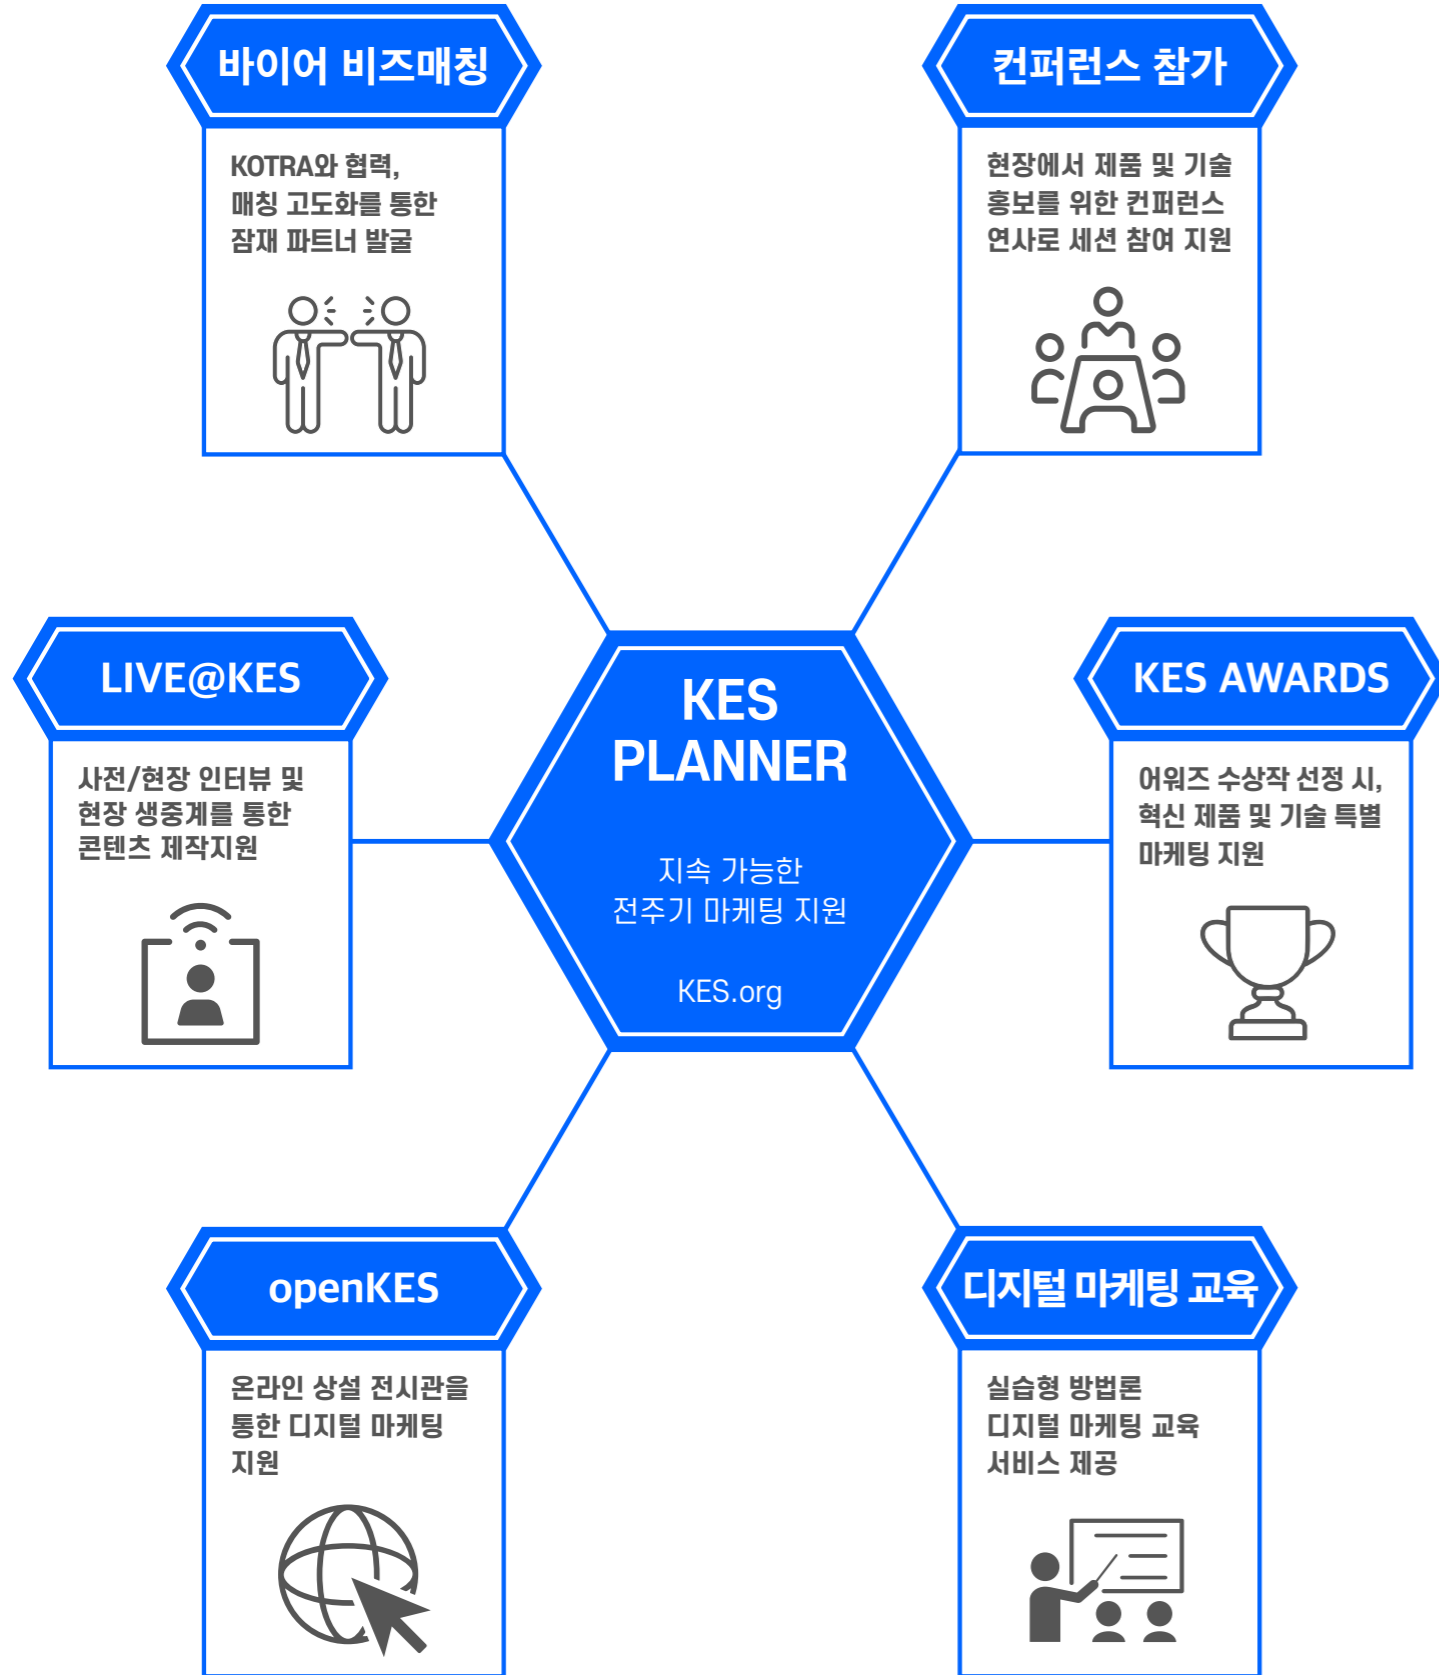 바이어 비즈매칭
KOTRA와 협력,
매칭 고도화를 통한
잠재 파트너 발굴
컨퍼런스 참가
현장에서 제품 및 기술
홍보를 위한 컨퍼런스
연사로 세션 참여 지원
LIVE@KES
사전/현장 인터뷰 및
현장 생중계를 통한
콘텐츠 제작지원
KES
PLANNER
지속 가능한
전주기 마케팅 지원
KES.org
KES AWARDS
어워즈 수상작 선정 시,
혁신 제품 및 기술 특별
마케팅 지원
openKES
온라인 상설 전시관을
통한 디지털 마케팅
지원
디지털 마케팅 교육
실습형 방법론
디지털 마케팅 교육
서비스 제공